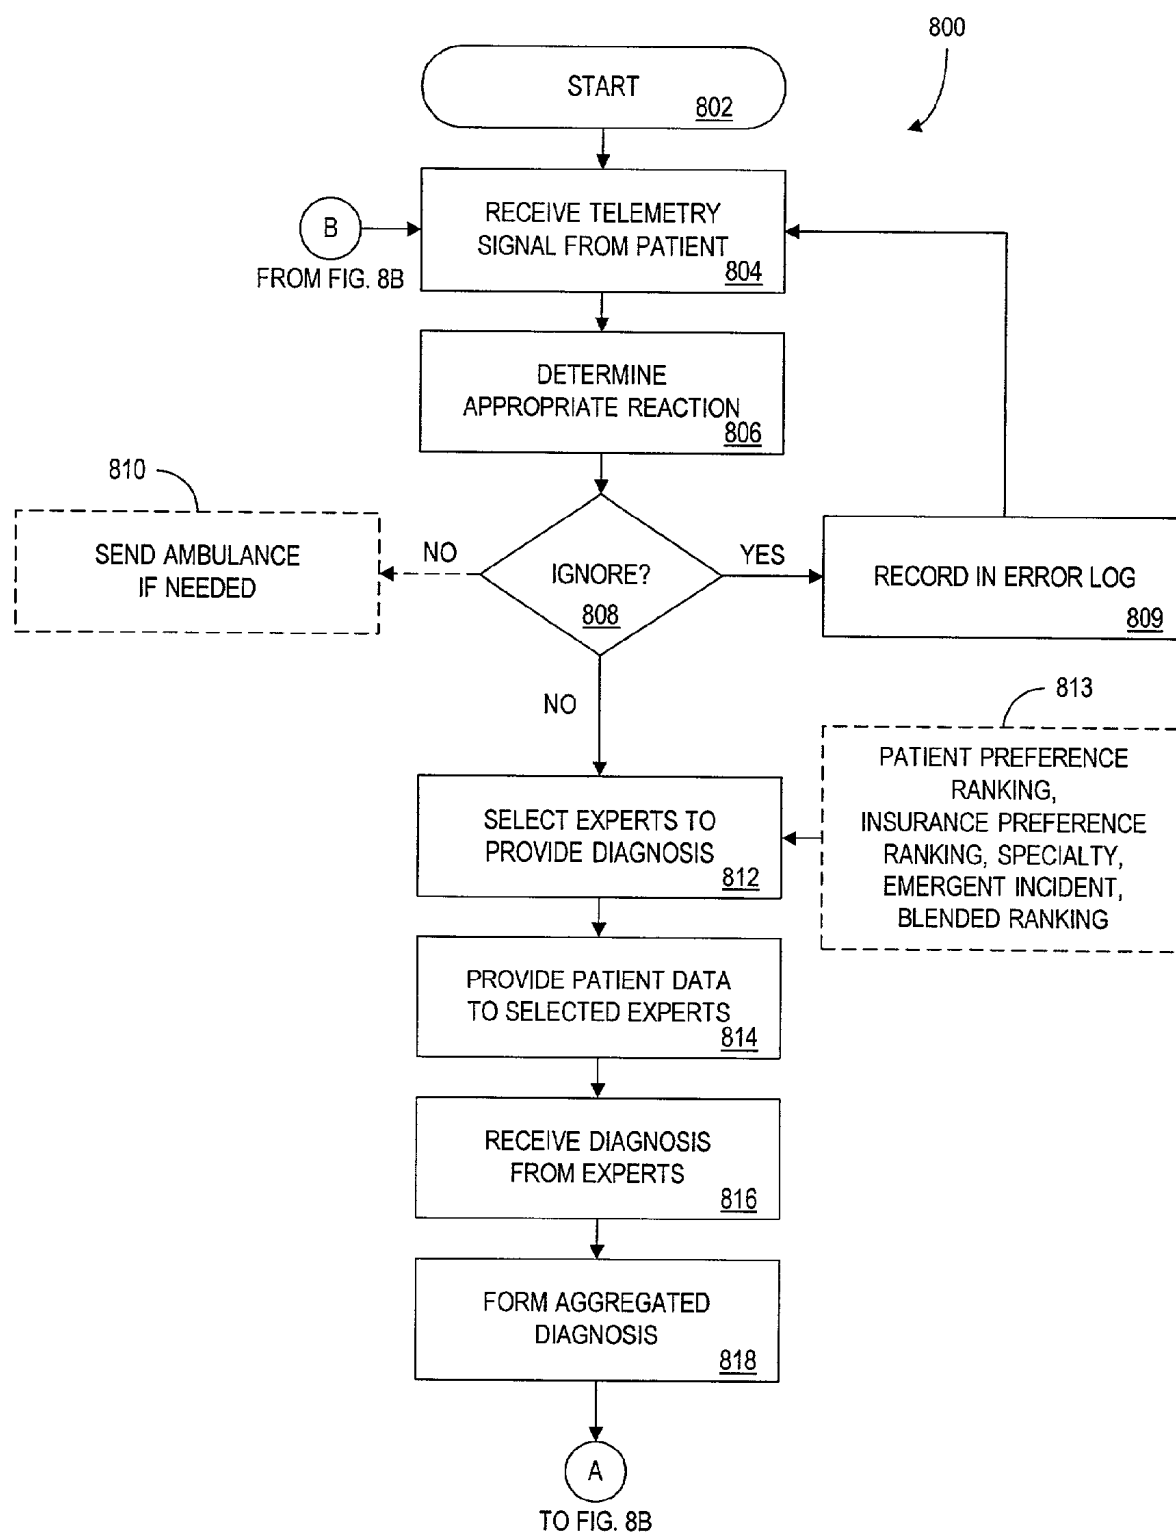 800
START
802
B
FROM FIG. 8B
RECEIVE TELEMETRY
SIGNAL FROM PATIENT
804
DETERMINE
APPROPRIATE REACTION
806
810
SEND AMBULANCE
IF NEEDED
NO
IGNORE?
808
YES
RECORD IN ERROR LOG
809
NO
813
PATIENT PREFERENCE
RANKING,
INSURANCE PREFERENCE
RANKING, SPECIALTY,
EMERGENT INCIDENT,
BLENDED RANKING
SELECT EXPERTS TO
PROVIDE DIAGNOSIS
812
PROVIDE PATIENT DATA
TO SELECTED EXPERTS
814
RECEIVE DIAGNOSIS
FROM EXPERTS
816
FORM AGGREGATED
DIAGNOSIS
818
A
TO FIG. 8B